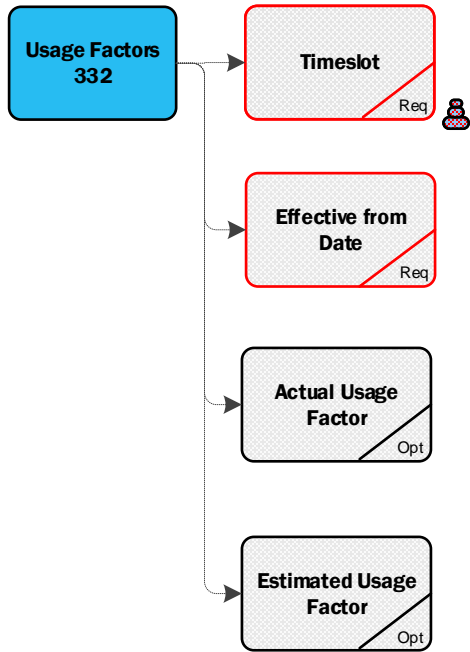 Usage Factors
332
Timeslot
Req
Effective from
Date
Req
Actual Usage
Factor
Opt
Estimated Usage
Factor
Opt